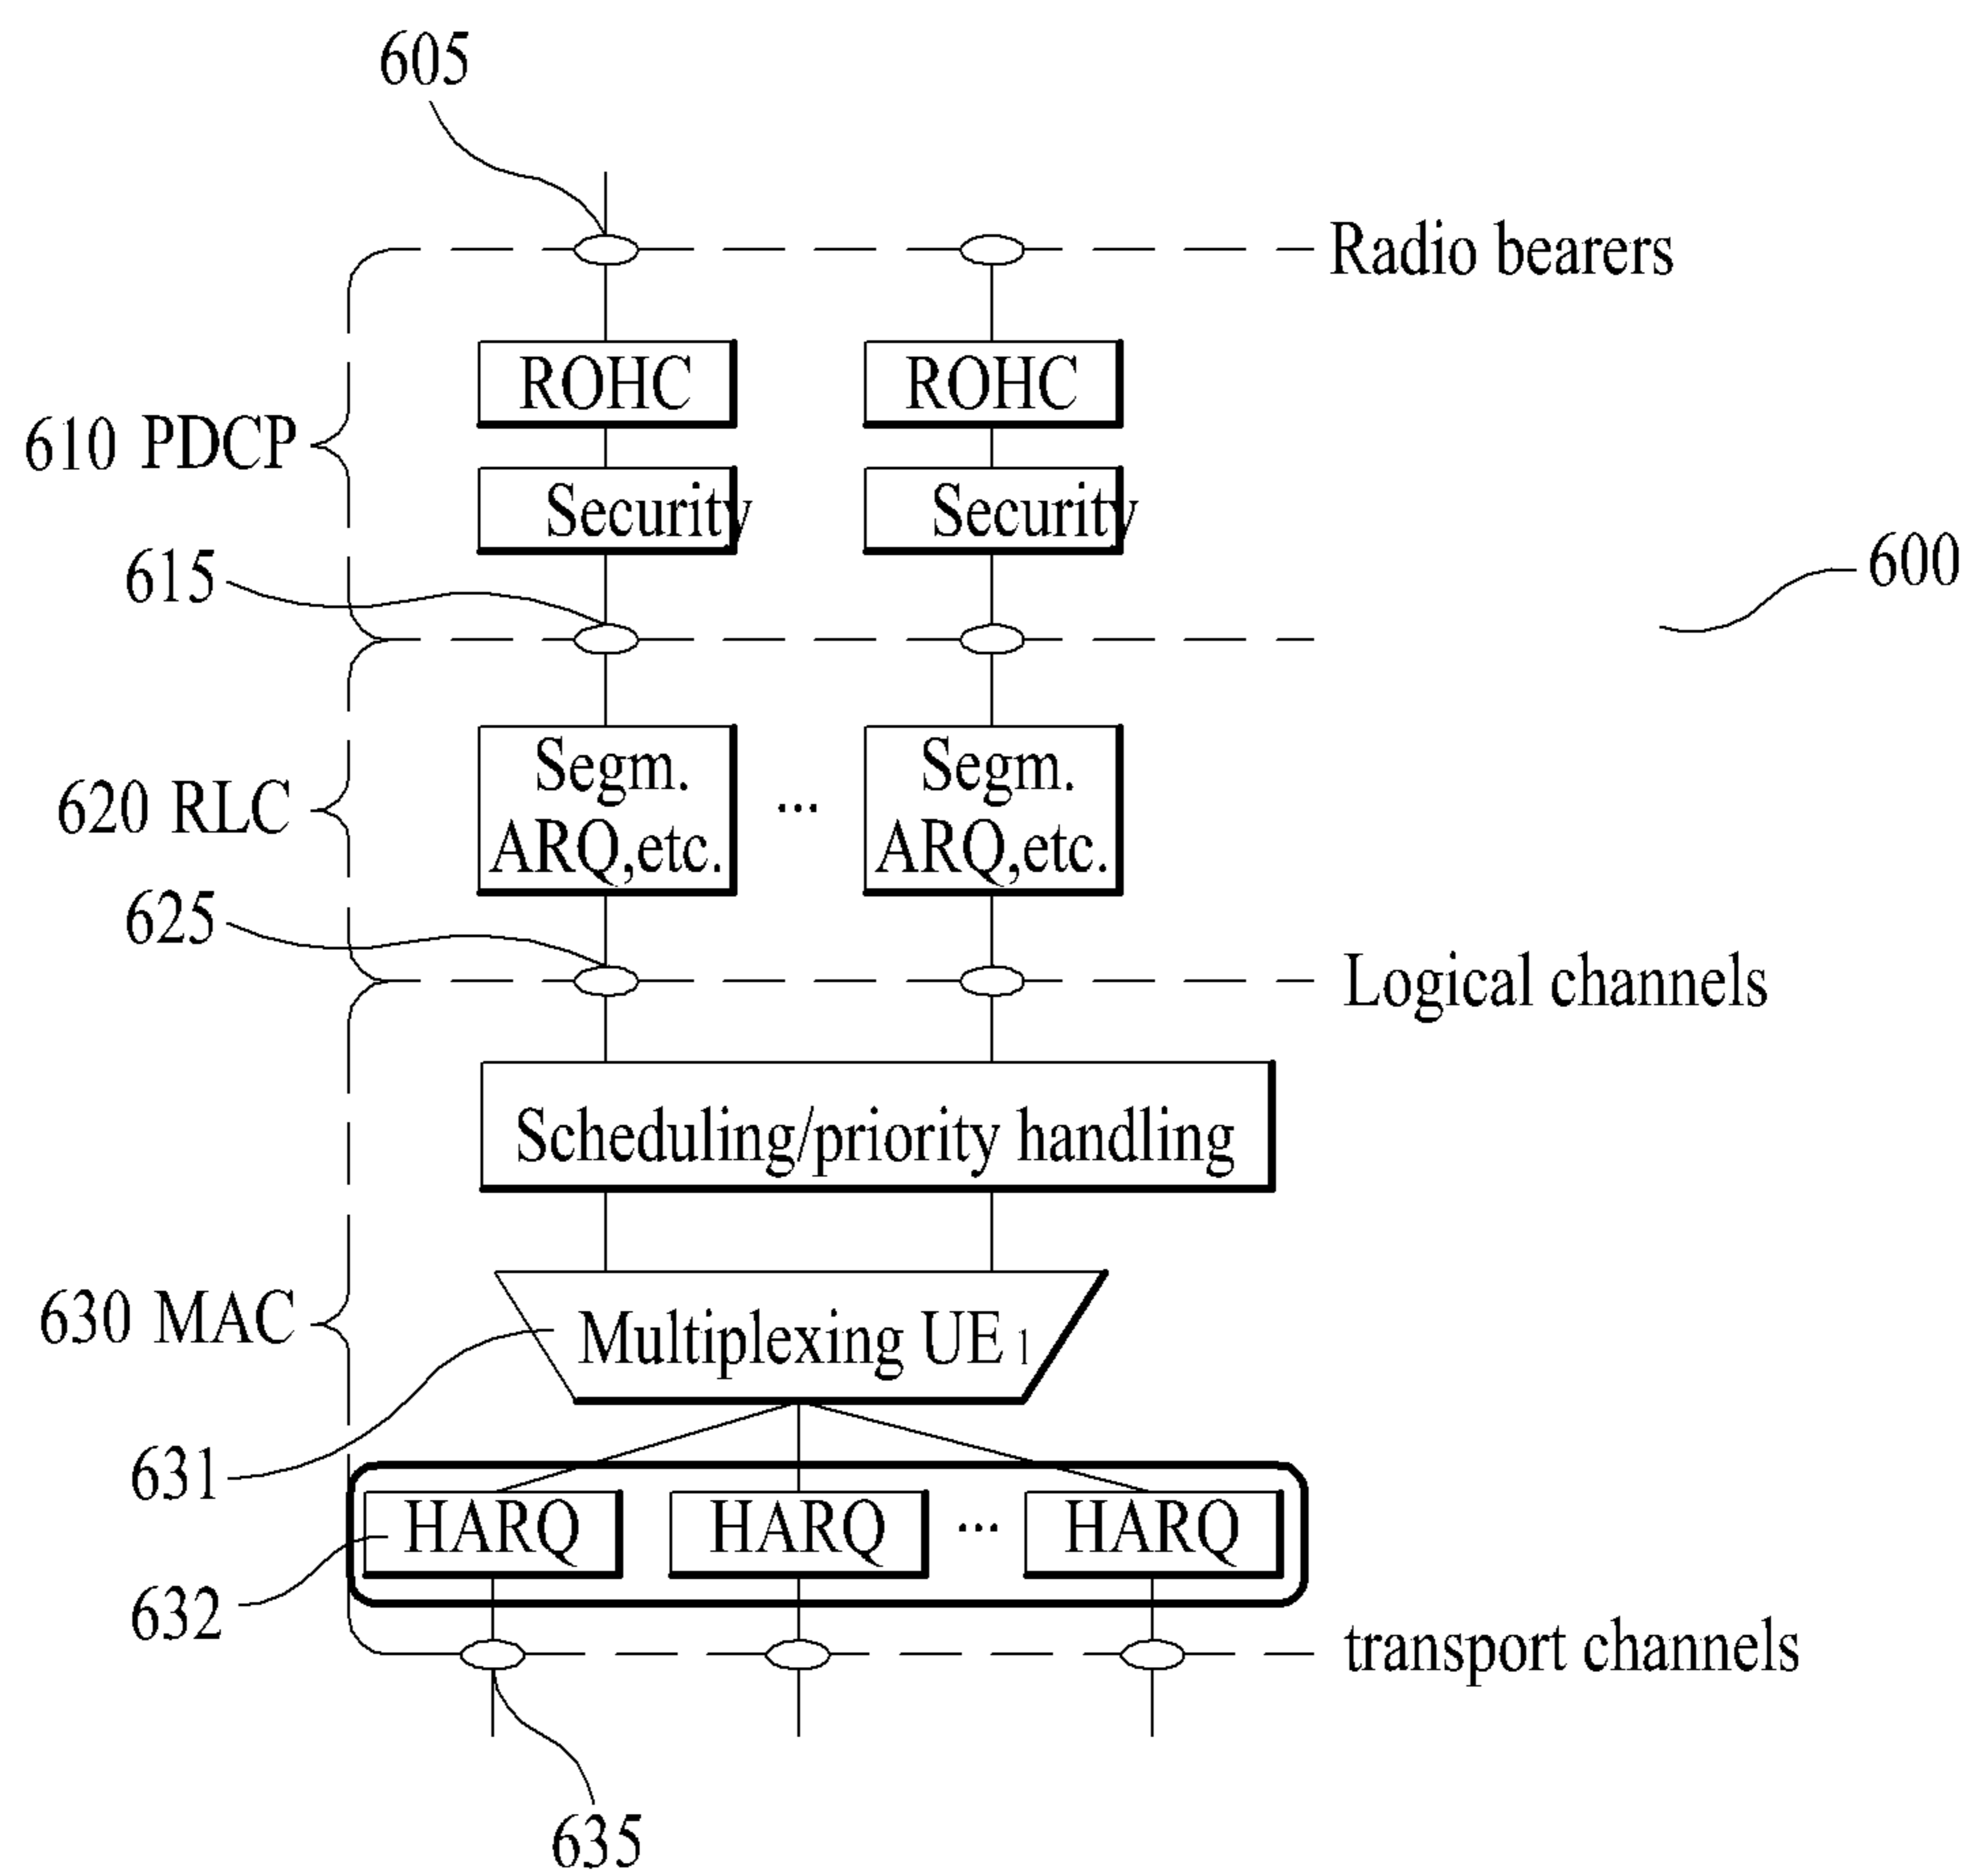 605
Radio bearers
ROHC ROHC
610 PDCP
Security Security
615
600
Segm. Segm.
620 RLC ...
ARQ,etc. ARQ,etc.
625
Logical channels
Scheduling/priority handling
630 MAC
Multiplexing UE 1
631
HARQ HARQ ... HARQ
632
transport channels
635